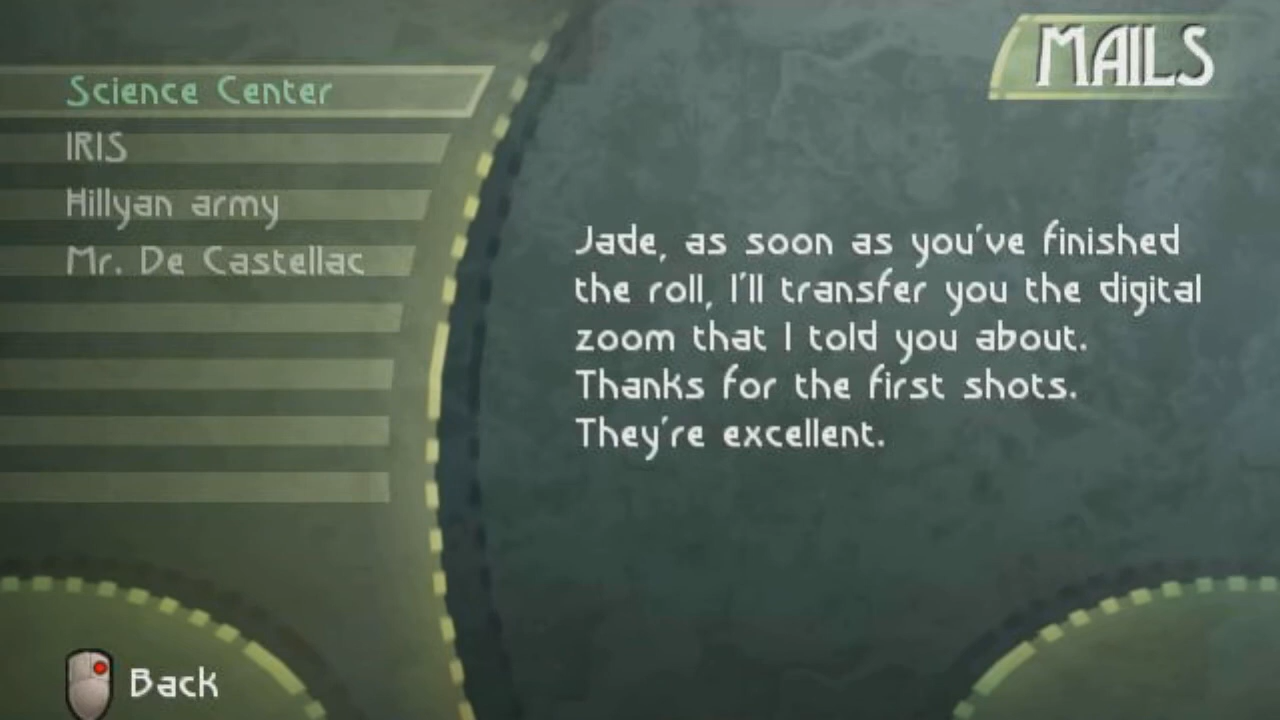 MAILS
Science Center
IRIS
Hillyan army
Mr. De Castellac
Jade, as soon as you've finished
the roll, I'll transfer you the digital
zoom that I told you about.
Thanks for the first shots.
They're excellent.
Back